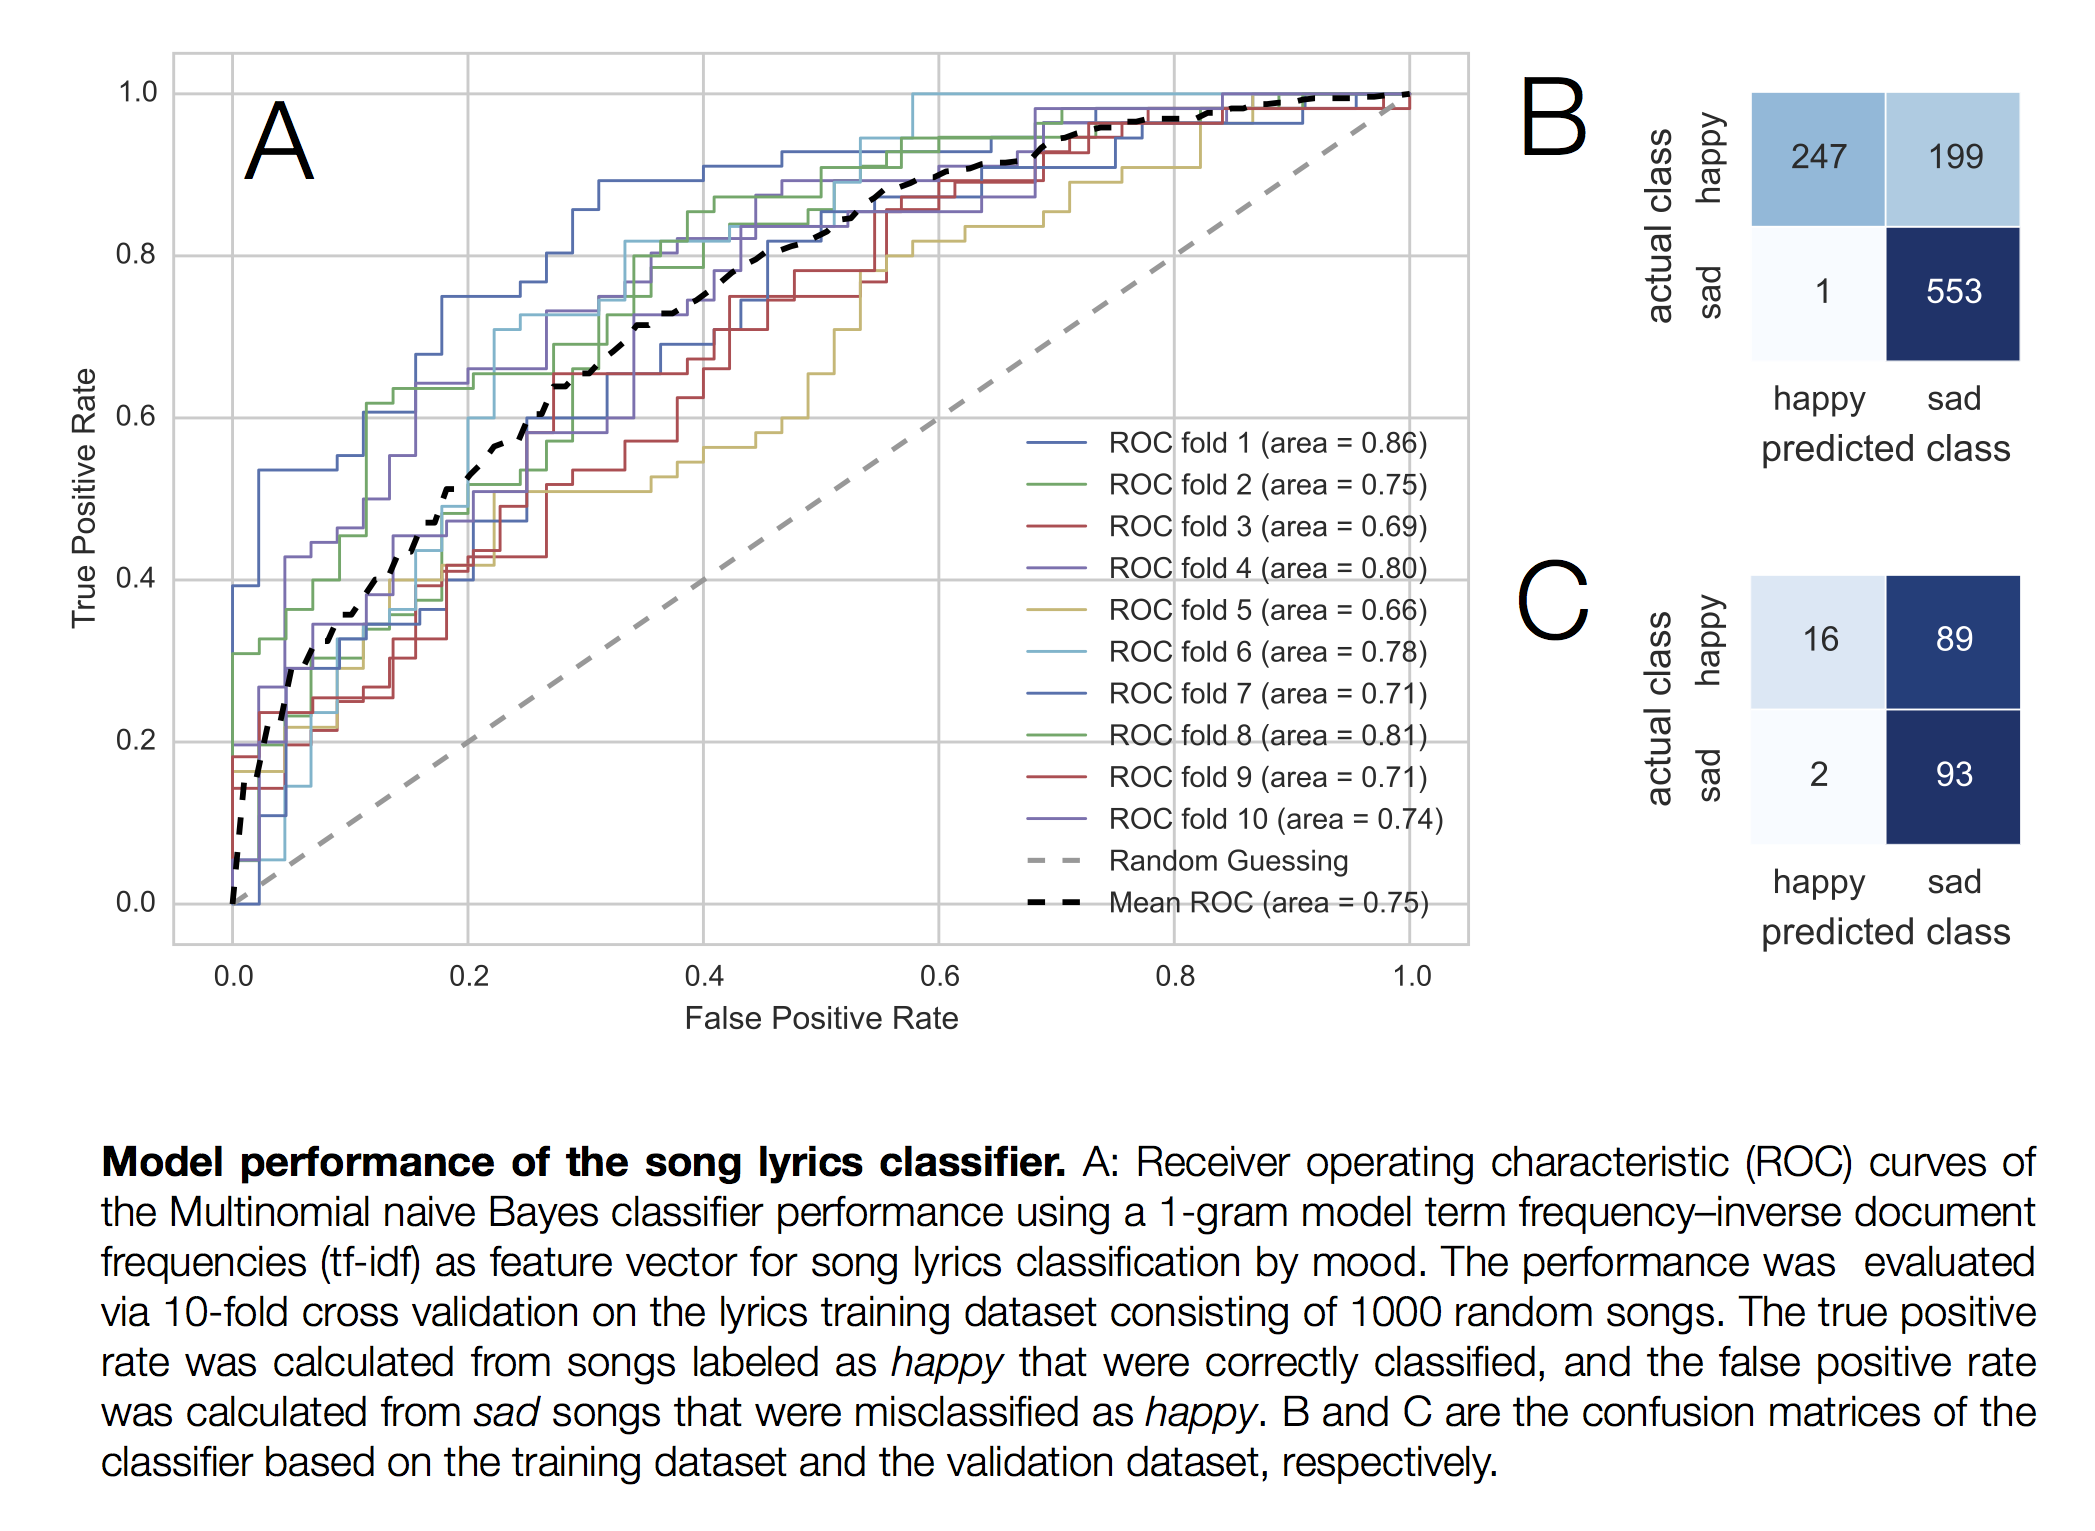 A
1.0
0.8
0.6
0.4
0.2
0.0
True Positive Rate
0.0 0.2 0.4 0.6 0.8 1.0
False Positive Rate
ROC fold 1 (area = 0.86)
ROC fold 2 (area = 0.75)
ROC fold 3 (area = 0.69)
ROC fold 4 (area = 0.80)
ROC fold 5 (area = 0.66)
ROC fold 6 (area = 0.78)
ROC fold 7 (area = 0.71)
ROC fold 8 (area = 0.81)
ROC fold 9 (area = 0.71)
ROC fold 10 (area = 0.74)
Random Guessing
Mean ROC (area = 0.75)
B
actual class
happy
sad
247 199
1 553
happy sad
predicted class
C
actual class
happy
sad
16 89
2 93
happy sad
predicted class
Model performance of the song lyrics classifier. A: Receiver operating characteristic (ROC) curves of
the Multinomial naive Bayes classifier performance using a 1-gram model term frequency–inverse document
frequencies (tf-idf) as feature vector for song lyrics classification by mood. The performance was evaluated
via 10-fold cross validation on the lyrics training dataset consisting of 1000 random songs. The true positive
rate was calculated from songs labeled as happy that were correctly classified, and the false positive rate
was calculated from sad songs that were misclassified as happy. B and C are the confusion matrices of the
classifier based on the training dataset and the validation dataset, respectively.